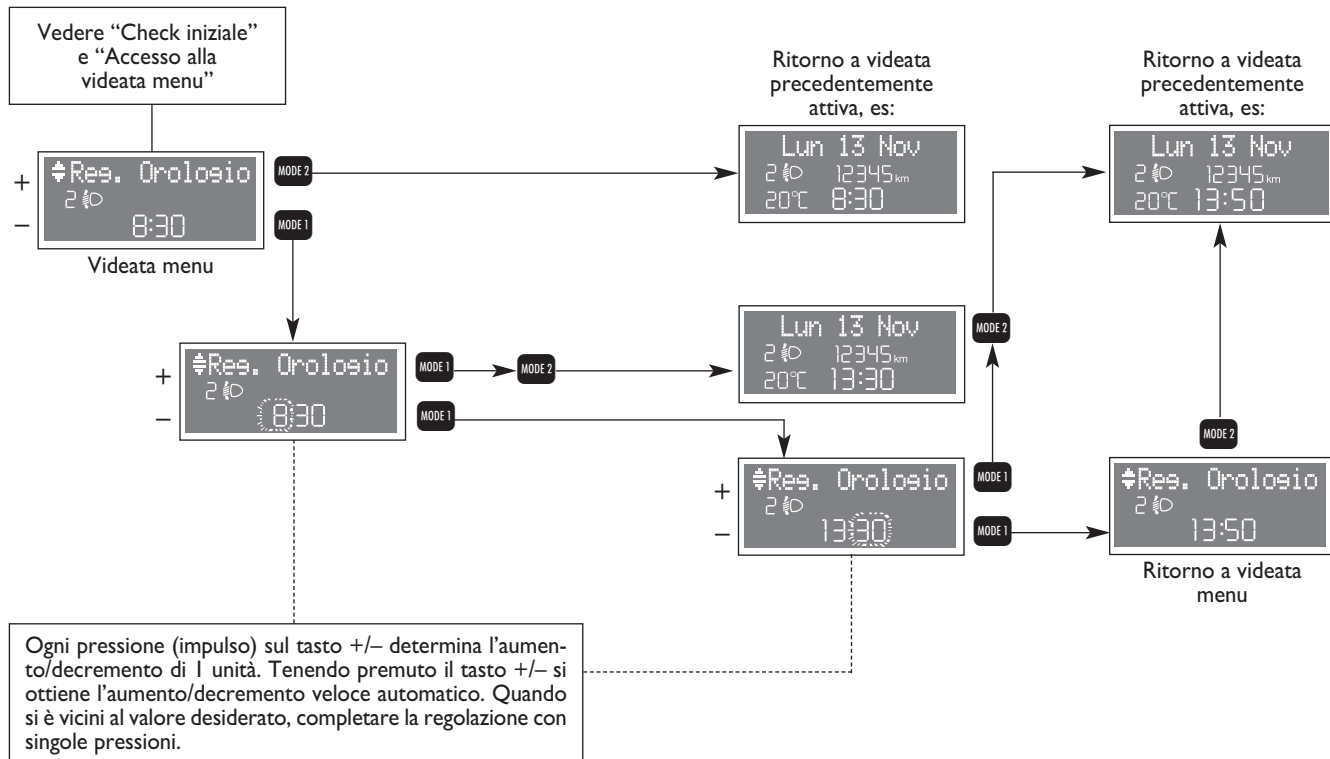 Vedere “Check iniziale”
e “Accesso alla
videata menu”
Reg. Orologio
2
8:30
+
–
MODE 2
MODE 1
Videata menu
Ritorno a videata
precedentemente
attiva, es:
Lun 13 Nov
2 12345 km
20°C 8:30
Ritorno a videata
precedentemente
attiva, es:
Lun 13 Nov
2 12345 km
20°C 13:50
Reg. Orologio
2
8:30
+
–
MODE 1
MODE 2
MODE 1
Lun 13 Nov
2 12345 km
20°C 13:30
MODE 2
MODE 2
Reg. Orologio
2
13:30
+
–
MODE 1
MODE 1
Reg. Orologio
2
13:50
Ritorno a videata
menu
Ogni pressione (impulso) sul tasto +/– determina l’aumen-
to/decremento di 1 unità. Tenendo premuto il tasto +/– si
ottiene l’aumento/decremento veloce automatico. Quando
si è vicini al valore desiderato, completare la regolazione con
singole pressioni.